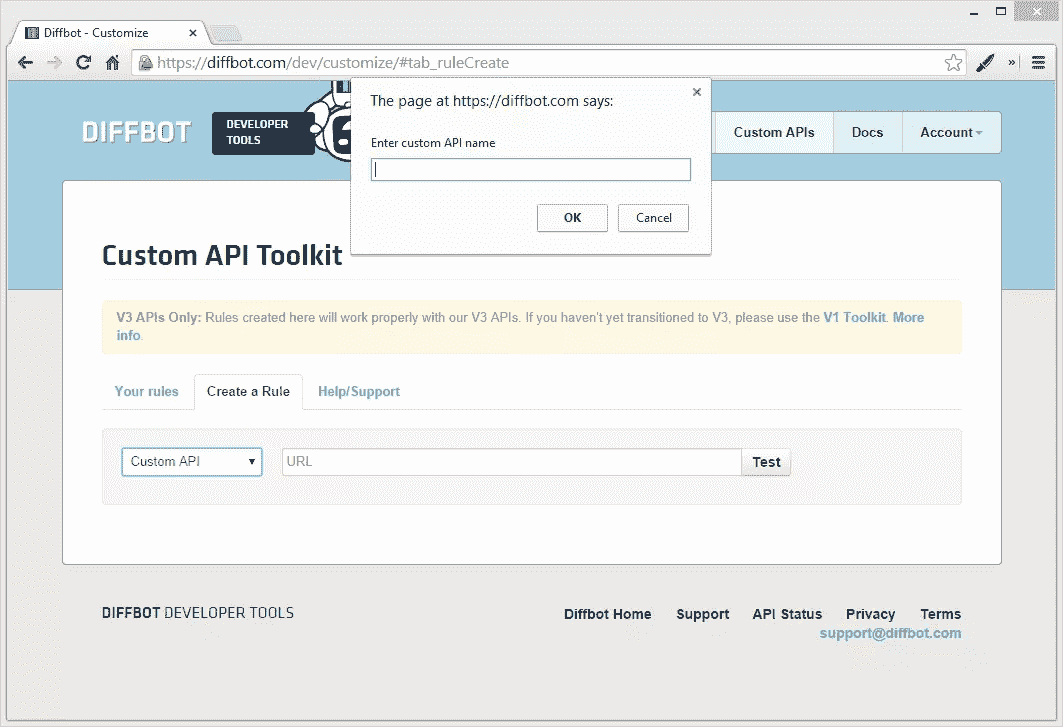 Diffbot - Customize
https://diffbot.com/dev/customize/#tab_ruleCreate
The page at https://diffbot.com says:
Enter custom API name
OK
Cancel
DIFFBOT
DEVELOPER
TOOLS
Custom APIs
Docs
Account
Custom API Toolkit
V3 APIs Only: Rules created here will work properly with our V3 APIs. If you haven't yet transitioned to V3, please use the V1 Toolkit. More
info.
Your rules
Create a Rule
Help/Support
Custom API
URL
Test
DIFFBOT DEVELOPER TOOLS
Diffbot Home
Support
API Status
Privacy
Terms
support@diffbot.com